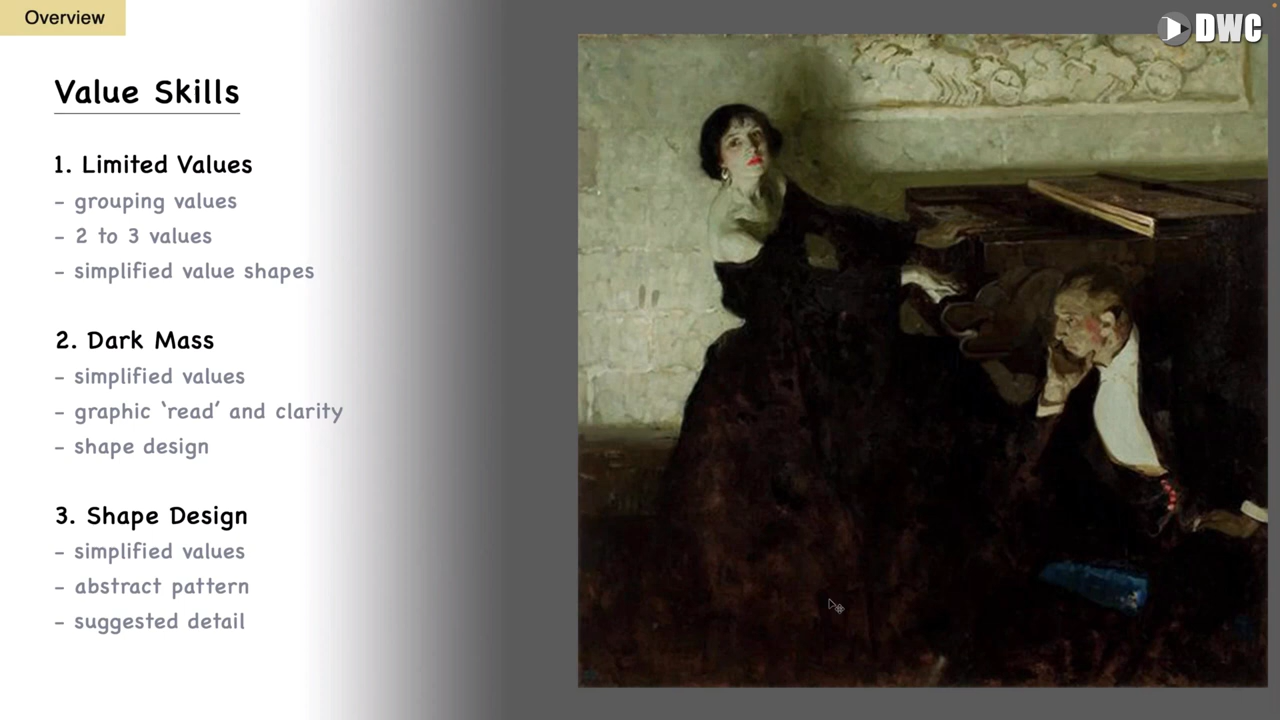 Overview
DWC
Value Skills
1. Limited Values
- grouping values
- 2 to 3 values
- simplified value shapes
2. Dark Mass
- simplified values
- graphic ‘read’ and clarity
- shape design
3. Shape Design
- simplified values
- abstract pattern
- suggested detail